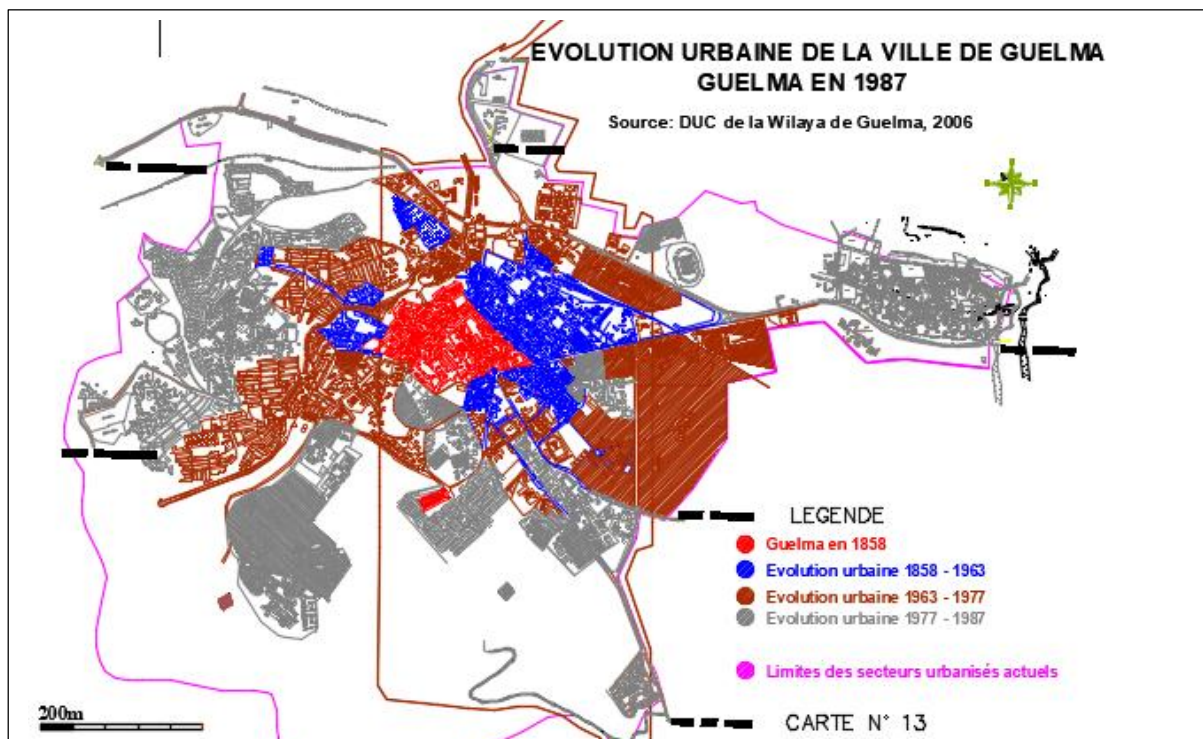 EVOLUTION URBAINE DE LA VILLE DE GUELMA
GUELMA EN 1987
Source: DUC de la Wilaya de Guelma, 2006
LEGENDE
Guelma en 1858
Evolution urbaine 1858 - 1963
Evolution urbaine 1963 - 1977
Evolution urbaine 1977 - 1987
Limites des secteurs urbanisés actuels
200m
CARTE N° 13